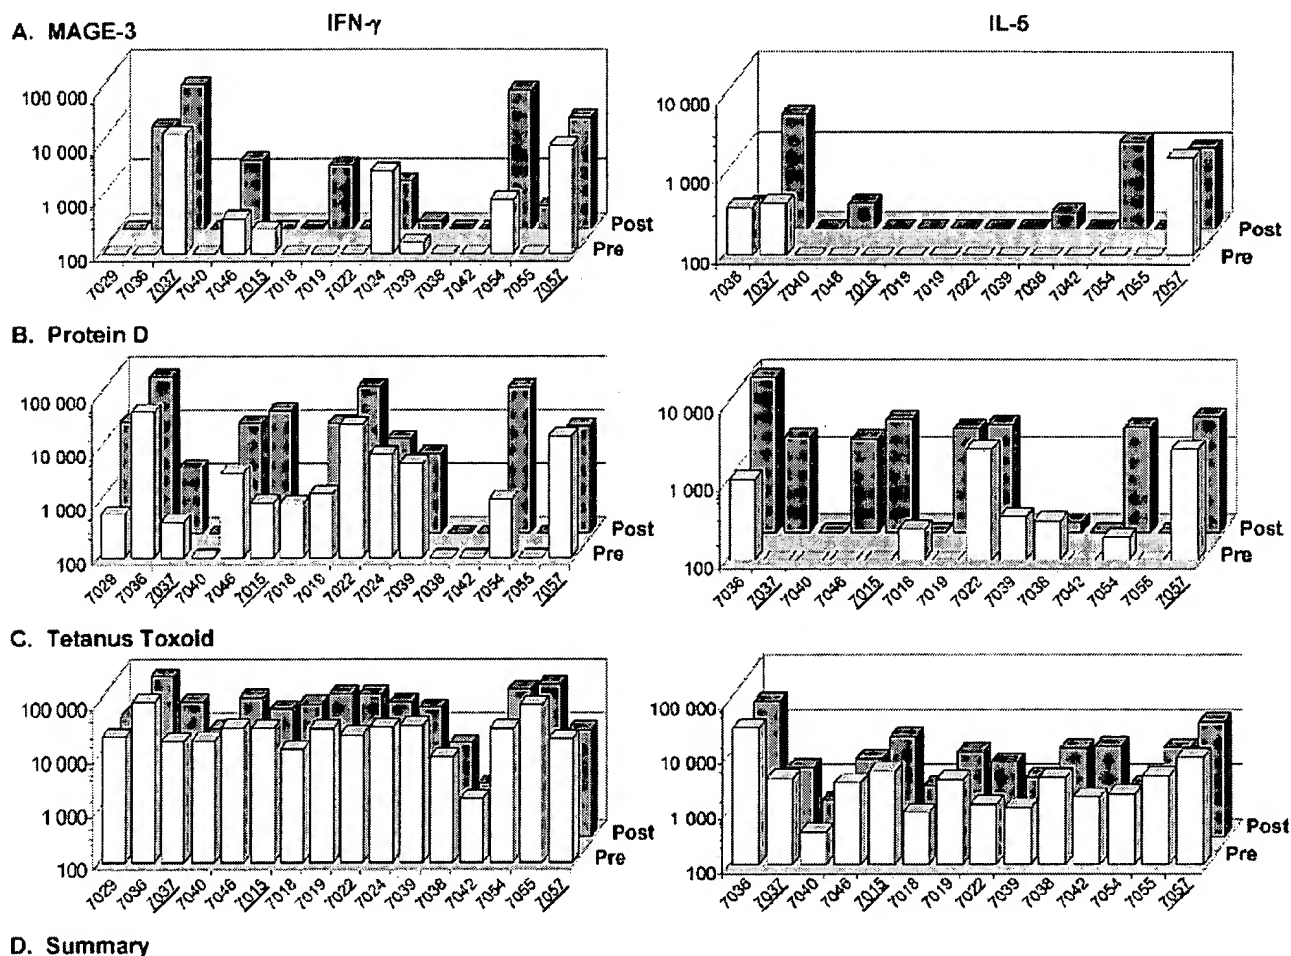 IFN-γ
IL-5
A. MAGE-3
100 000
10 000
1 000
100
Post
Pre
7029 7036 7037 7040 7046 7015 7018 7019 7022 7024 7039 7038 7042 7054 7055 7057
10 000
1 000
100
Post
Pre
7036 7037 7040 7046 7015 7018 7019 7022 7039 7038 7042 7054 7055 7057
B. Protein D
100 000
10 000
1 000
100
Post
Pre
7029 7036 7037 7040 7046 7015 7018 7019 7022 7024 7039 7038 7042 7054 7055 7057
10 000
1 000
100
Post
Pre
7036 7037 7040 7046 7015 7018 7019 7022 7039 7038 7042 7054 7055 7057
C. Tetanus Toxoid
100 000
10 000
1 000
100
Post
Pre
7029 7036 7037 7040 7046 7015 7018 7019 7022 7024 7039 7038 7042 7054 7055 7057
100 000
10 000
1 000
100
Post
Pre
7036 7037 7040 7046 7015 7018 7019 7022 7039 7038 7042 7054 7055 7057
D. Summary